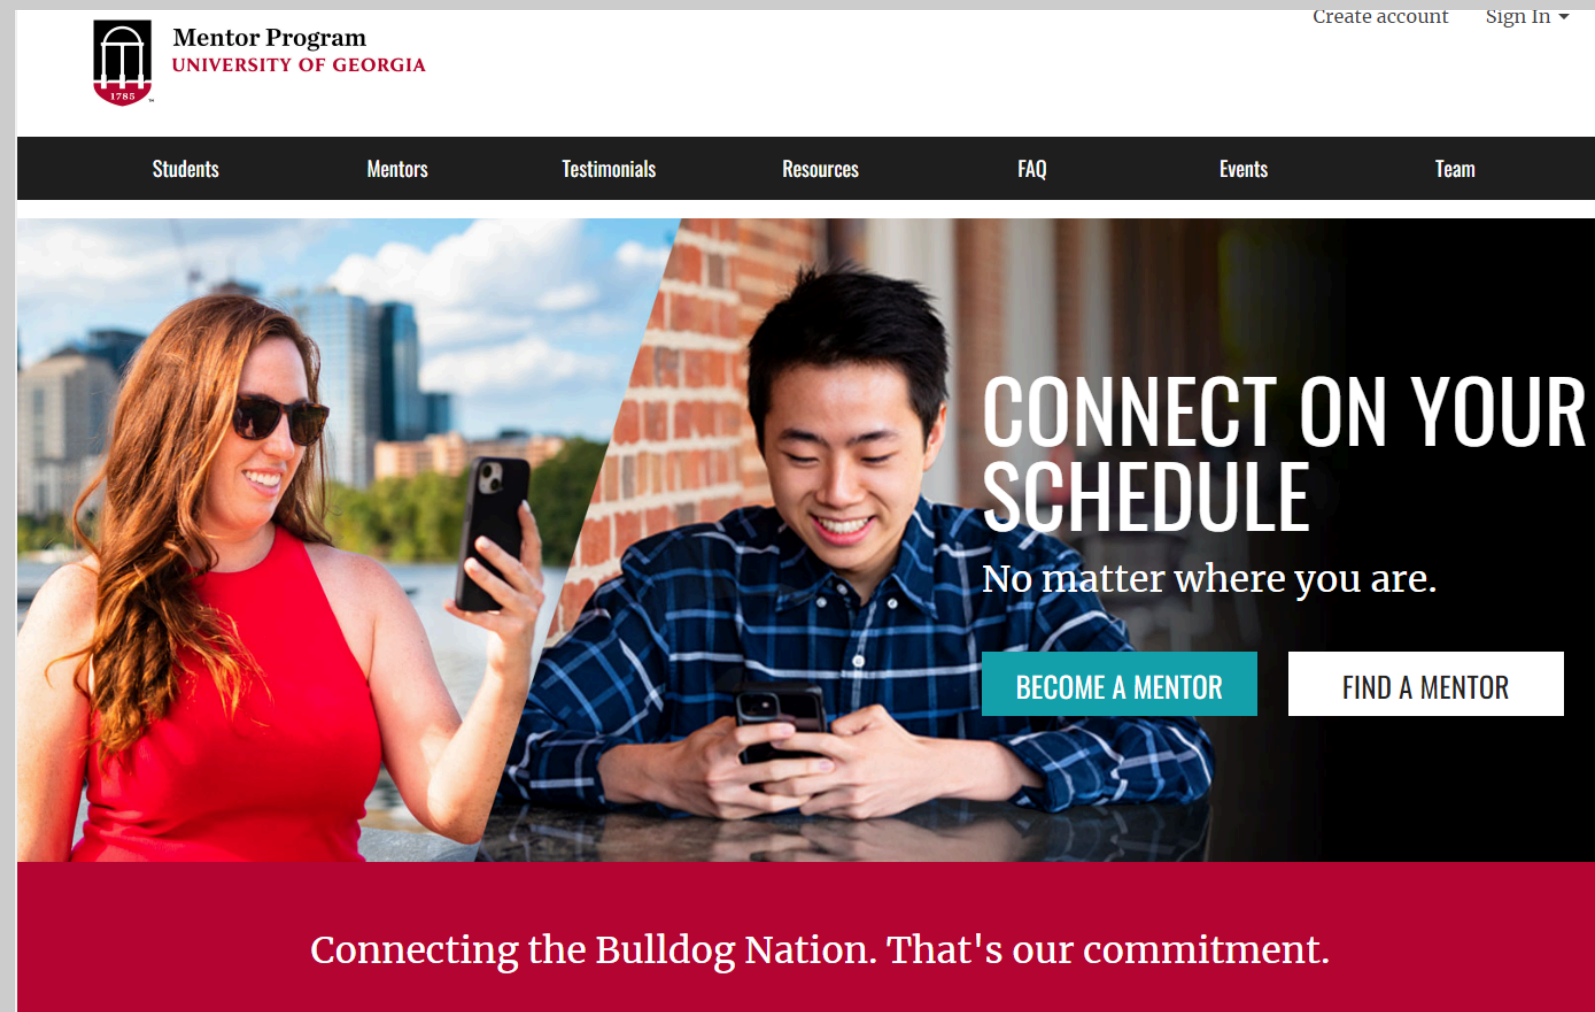 Create account Sign In
Mentor Program
UNIVERSITY OF GEORGIA
1785
Students Mentors Testimonials Resources FAQ Events Team
CONNECT ON YOUR
SCHEDULE
No matter where you are.
BECOME A MENTOR FIND A MENTOR
Connecting the Bulldog Nation. That's our commitment.